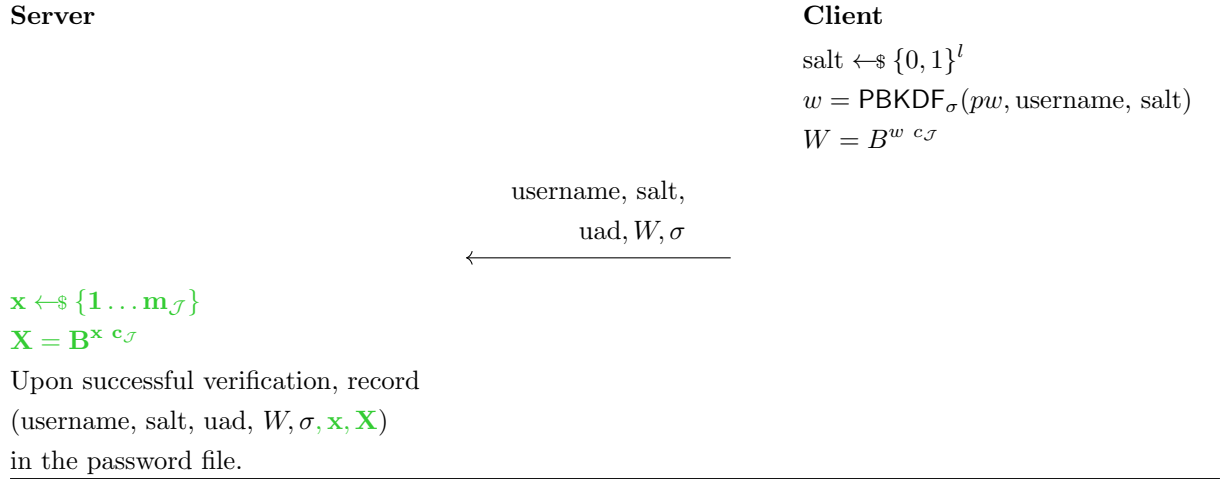 Server
Client
salt ←$ {0, 1}^l
w = PBKDF_σ(pw, username, salt)
W = B^{w c_𝒥}
username, salt,
uad, W, σ
x ←$ {1 . . . m_𝒥}
X = B^{x c_𝒥}
Upon successful verification, record
(username, salt, uad, W, σ, x, X)
in the password file.